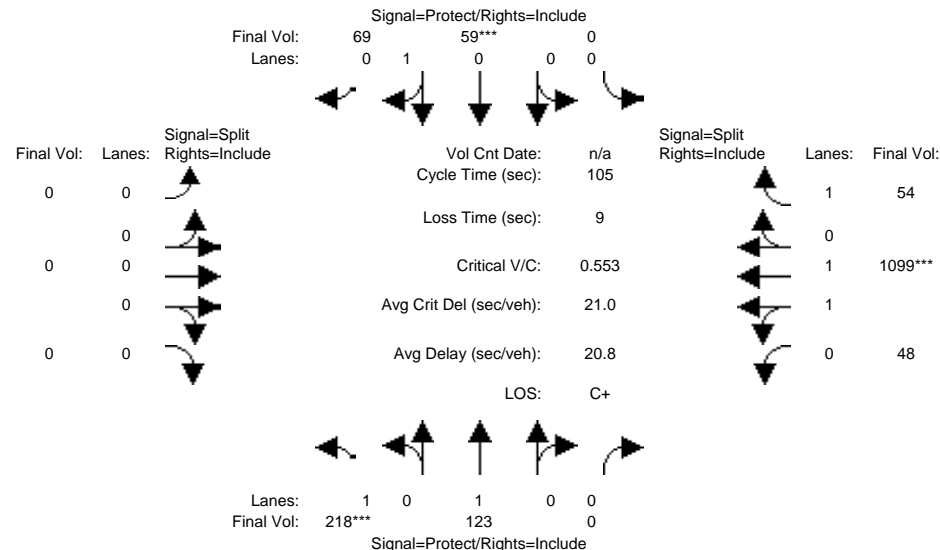 Signal=Protect/Rights=Include
Final Vol: 69 59*** 0
Lanes: 0 1 0 0 0
Signal=Split Signal=Split
Final Vol: Lanes: Rights=Include Vol Cnt Date: n/a Rights=Include Lanes: Final Vol:
Cycle Time (sec): 105
0 0 1 54
Loss Time (sec): 9
0 0
0 0 Critical V/C: 0.553 1 1099***
0 Avg Crit Del (sec/veh): 21.0 1
0 0 Avg Delay (sec/veh): 20.8 0 48
LOS: C+
Lanes: 1 0 1 0 0
Final Vol: 218*** 123 0
Signal=Protect/Rights=Include